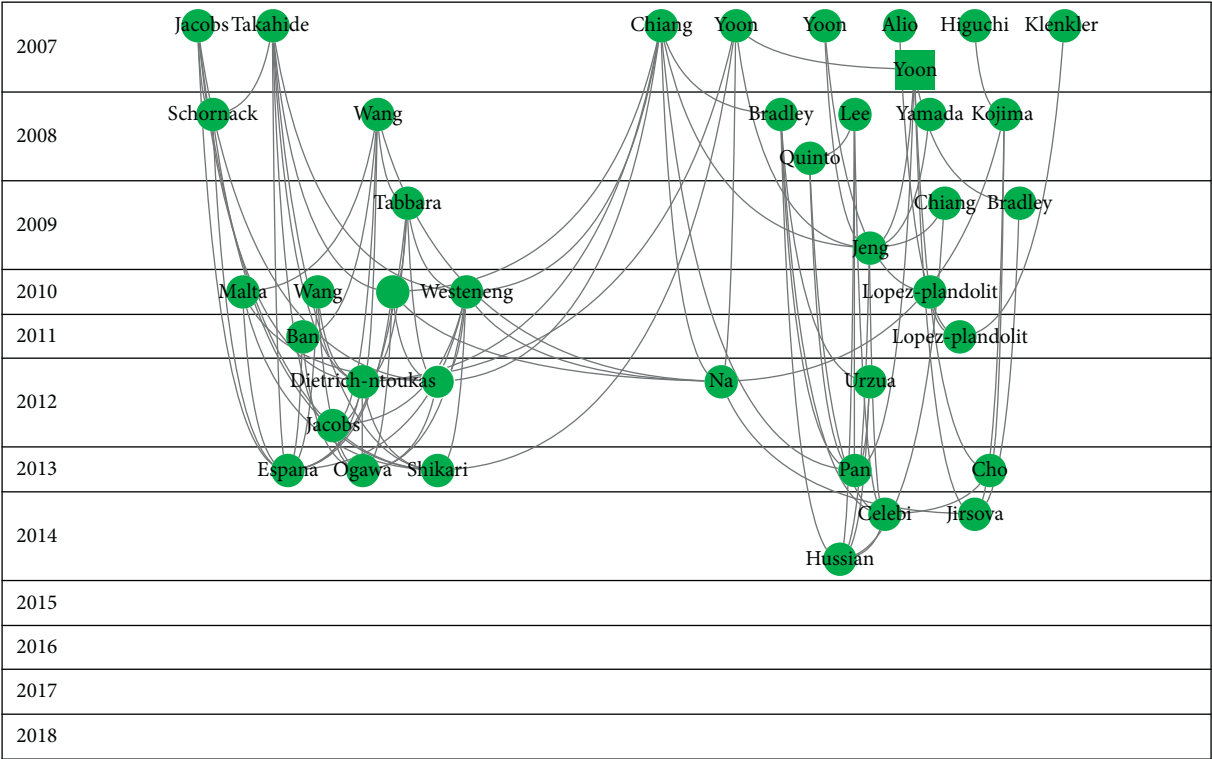 Jacobs Takahide Chiang Yoon Yoon Alio Higuchi Klenkler
2007
Yoon
Schornack Wang Bradley Lee Yamada Kojima
2008
Quinto
Tabbara Chiang Bradley
2009
Jeng
2010 Malta Wang Westeneng Lopez-plandolit
2011 Ban Lopez-plandolit
Dietrich-ntoukas Na Urzua
2012
Jacobs
2013 Espana Ogawa Shikari Pan Cho
Celebi Jirsova
2014
Hussian
2015
2016
2017
2018